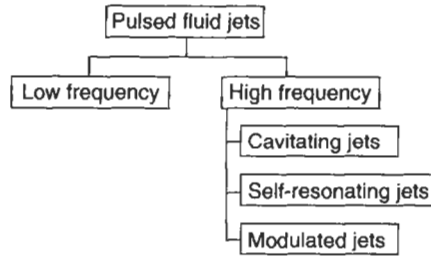 Pulsed fluid jets
Low frequency
High frequency
Cavitating jets
Self-resonating jets
Modulated jets